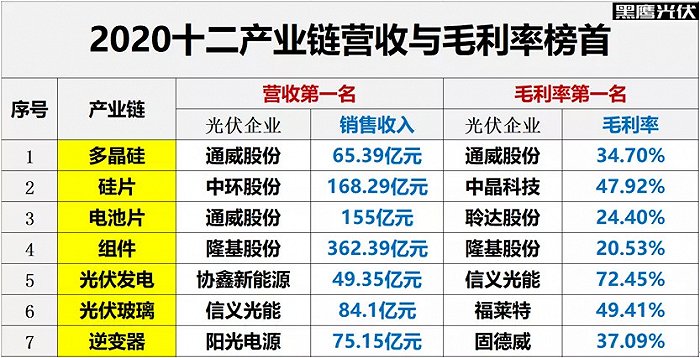 黑鹰光伏
2020十二产业链营收与毛利率榜首
序号 产业链 营收第一名 毛利率第一名
光伏企业 销售收入 光伏企业 毛利率
1 多晶硅 通威股份 65.39亿元 通威股份 34.70%
2 硅片 中环股份 168.29亿元 中晶科技 47.92%
3 电池片 通威股份 155亿元 聆达股份 24.40%
4 组件 隆基股份 362.39亿元 隆基股份 20.53%
5 光伏发电 协鑫新能源 49.35亿元 信义光能 72.45%
6 光伏玻璃 信义光能 84.1亿元 福莱特 49.41%
7 逆变器 阳光电源 75.15亿元 固德威 37.09%